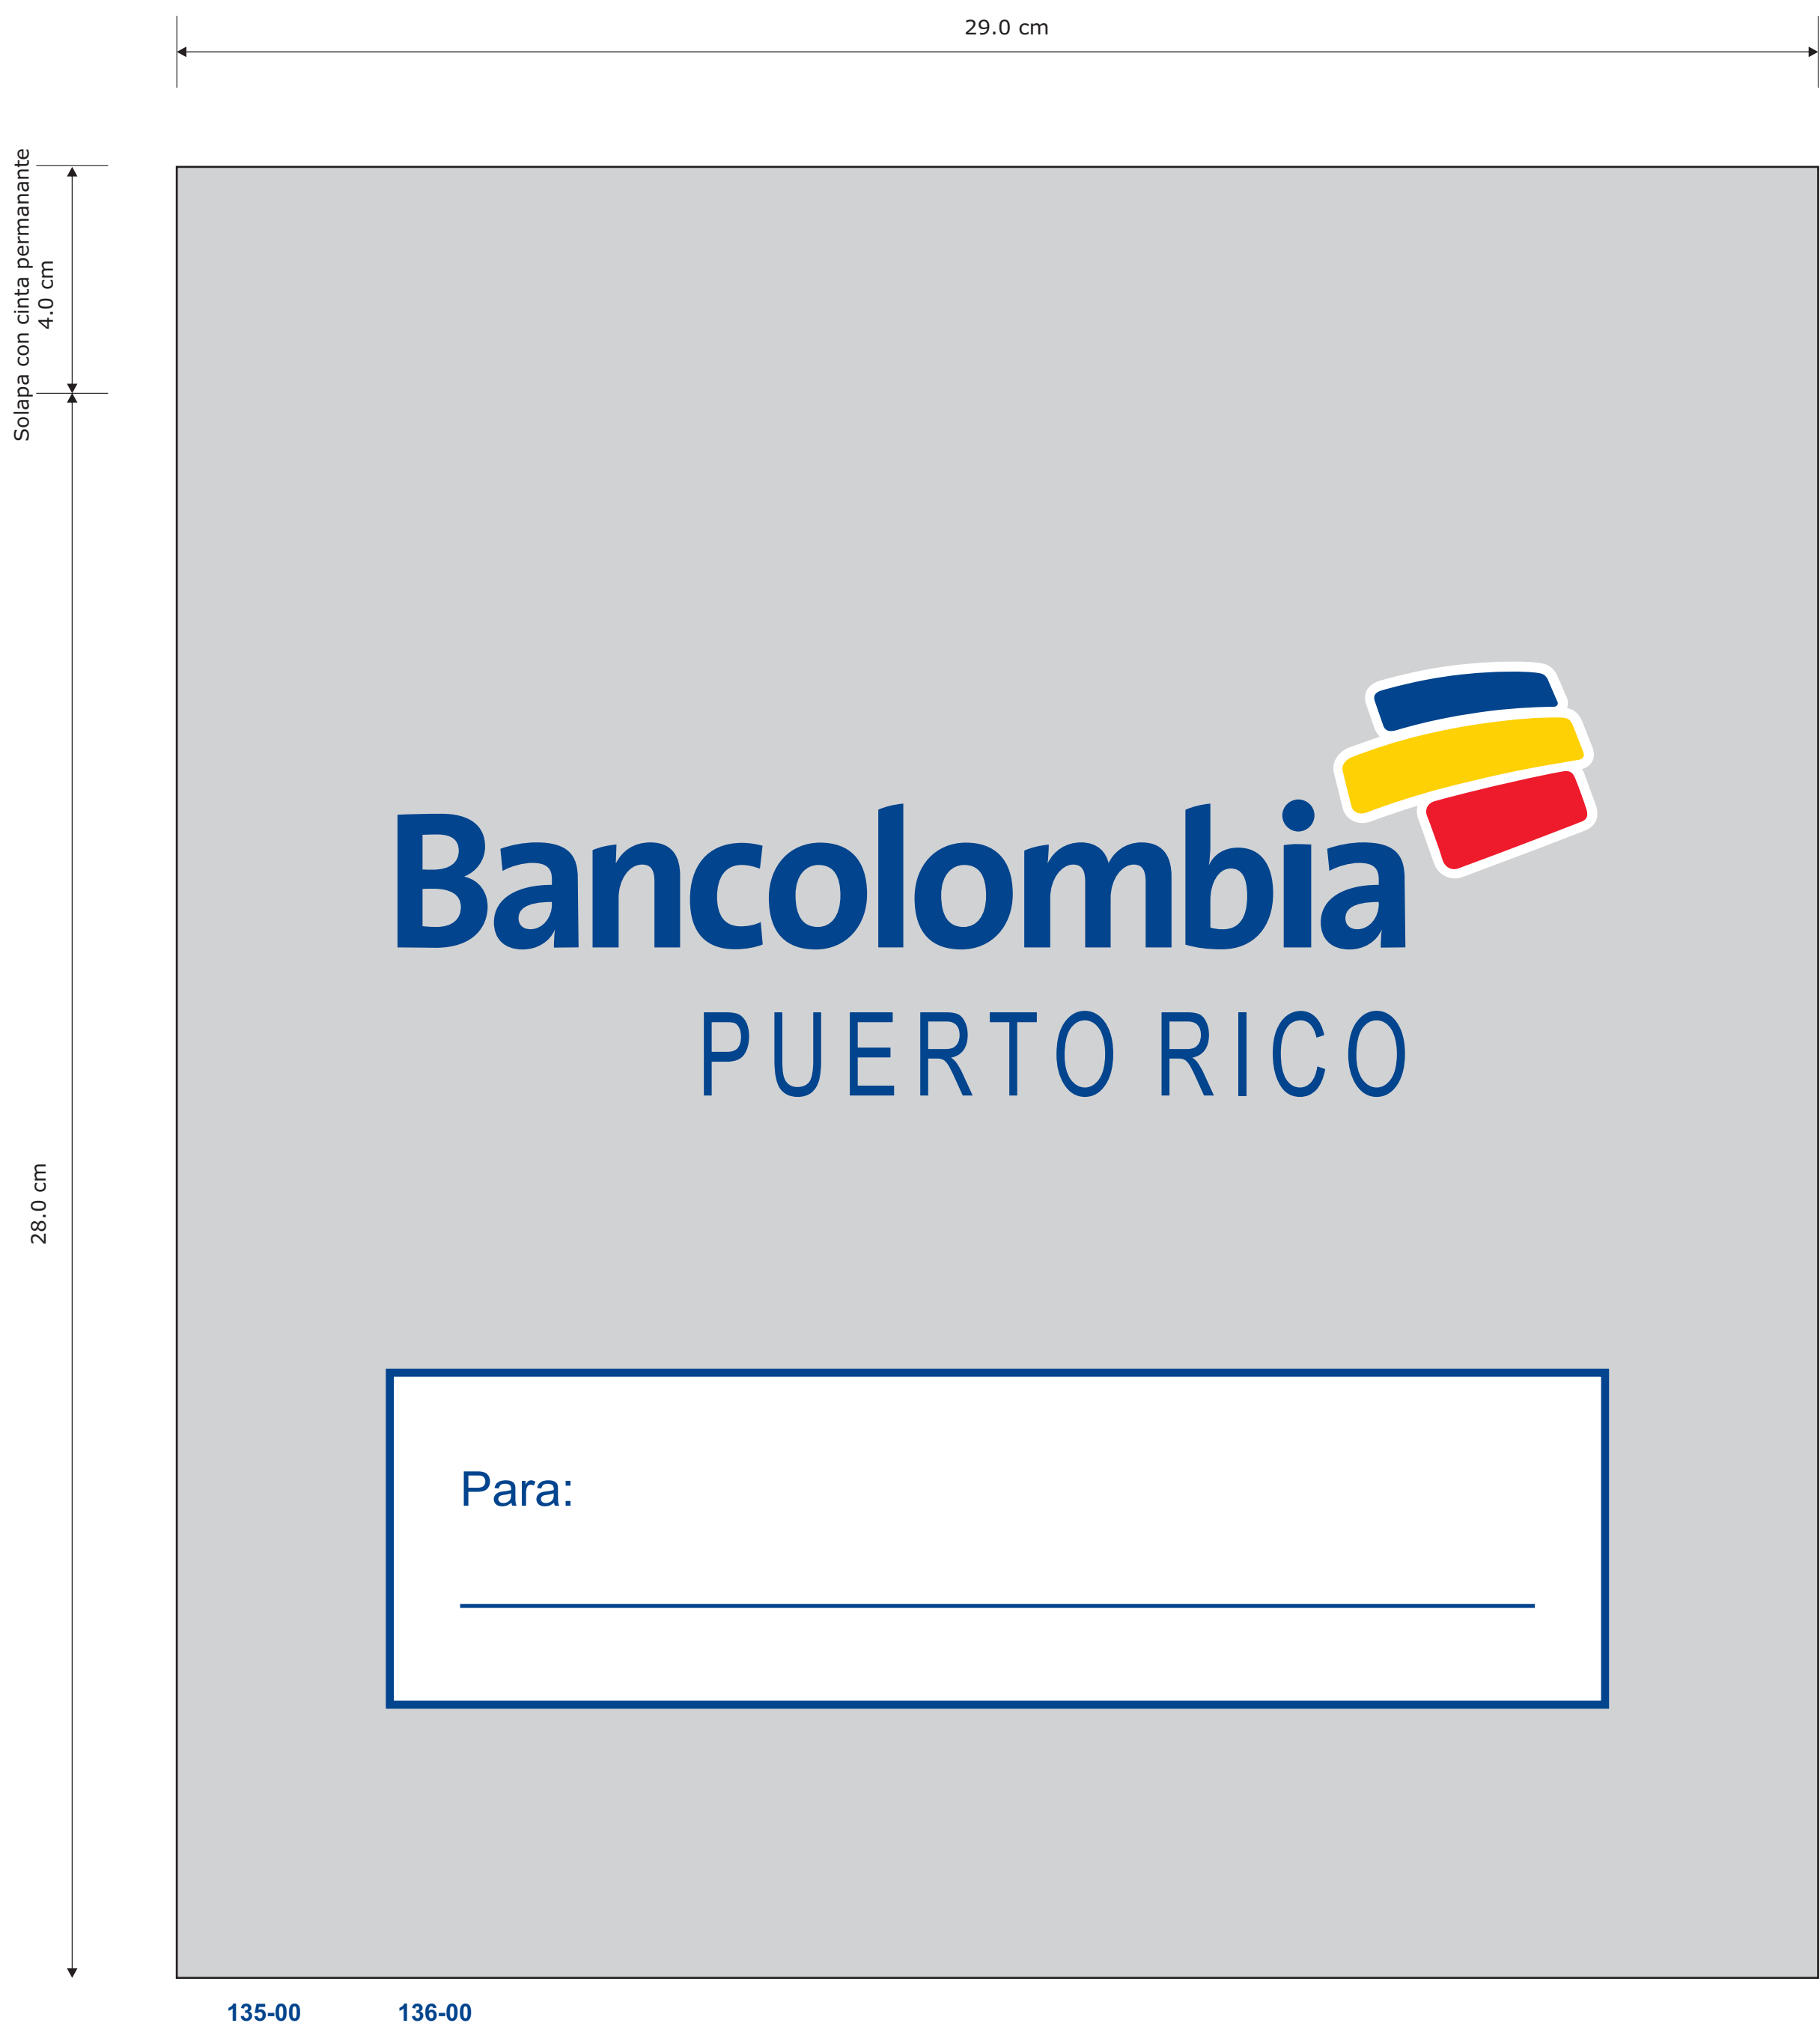 29.0 cm
Solapa con cinta permanante
4.0 cm
28.0 cm
Bancolombia
PUERTO RICO
Para:
135-00 136-00